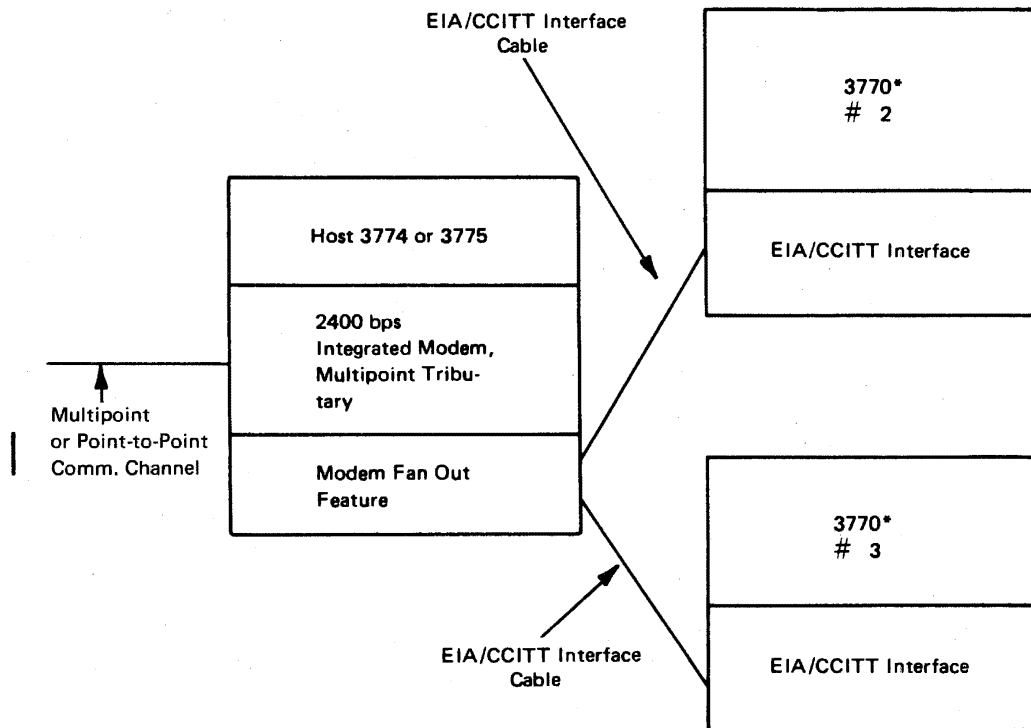 EIA/CCITT Interface
Cable
3770*
# 2
EIA/CCITT Interface
Host 3774 or 3775
2400 bps
Integrated Modem,
Multipoint Tribu-
tary
Modem Fan Out
Feature
Multipoint
or Point-to-Point
Comm. Channel
3770*
# 3
EIA/CCITT Interface
EIA/CCITT Interface
Cable